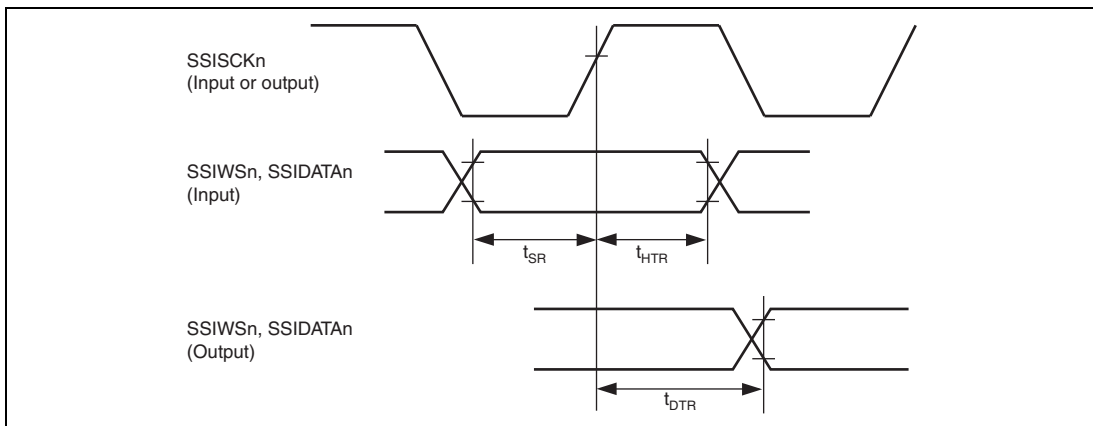 SSISCKn
(Input or output)
SSIWSn, SSIDATAn
(Input)
tSR
tHTR
SSIWSn, SSIDATAn
(Output)
tDTR